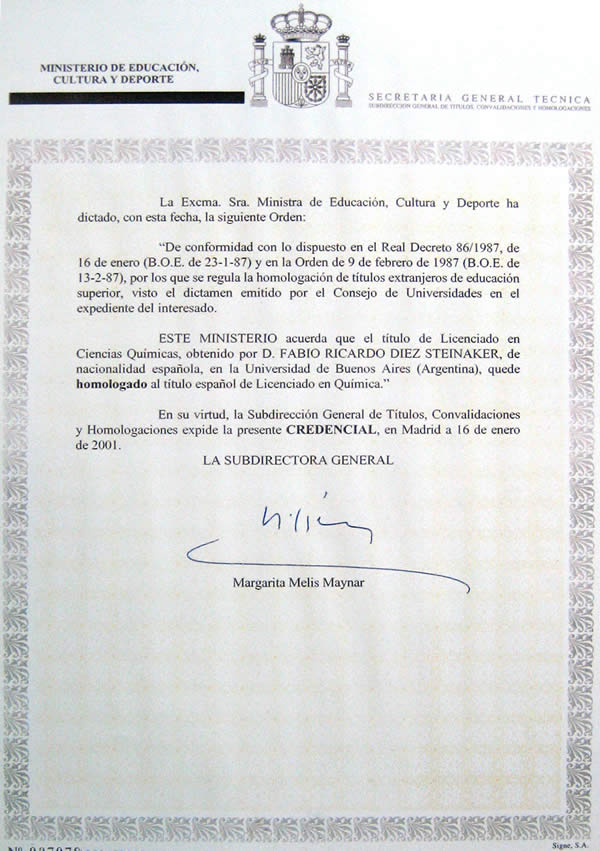 MINISTERIO DE EDUCACIÓN,
CULTURA Y DEPORTE
SECRETARIA GENERAL TECNICA
SUBDIRECCIÓN GENERAL DE TITULOS, CONVALIDACIONES Y HOMOLOGACIONES
La Excma. Sra. Ministra de Educación, Cultura y Deporte ha
dictado, con esta fecha, la siguiente Orden:
“De conformidad con lo dispuesto en el Real Decreto 86/1987, de
16 de enero (B.O.E. de 23-1-87) y en la Orden de 9 de febrero de 1987 (B.O.E. de
13-2-87), por los que se regula la homologación de títulos extranjeros de educación
superior, visto el dictamen emitido por el Consejo de Universidades en el
expediente del interesado.
ESTE MINISTERIO acuerda que el título de Licenciado en
Ciencias Químicas, obtenido por D. FABIO RICARDO DIEZ STEINAKER, de
nacionalidad española, en la Universidad de Buenos Aires (Argentina), quede
homologado al título español de Licenciado en Química.”
En su virtud, la Subdirección General de Títulos, Convalidaciones
y Homologaciones expide la presente CREDENCIAL, en Madrid a 16 de enero
de 2001.
LA SUBDIRECTORA GENERAL
Margarita Melis Maynar
Signe, S.A.
Nº